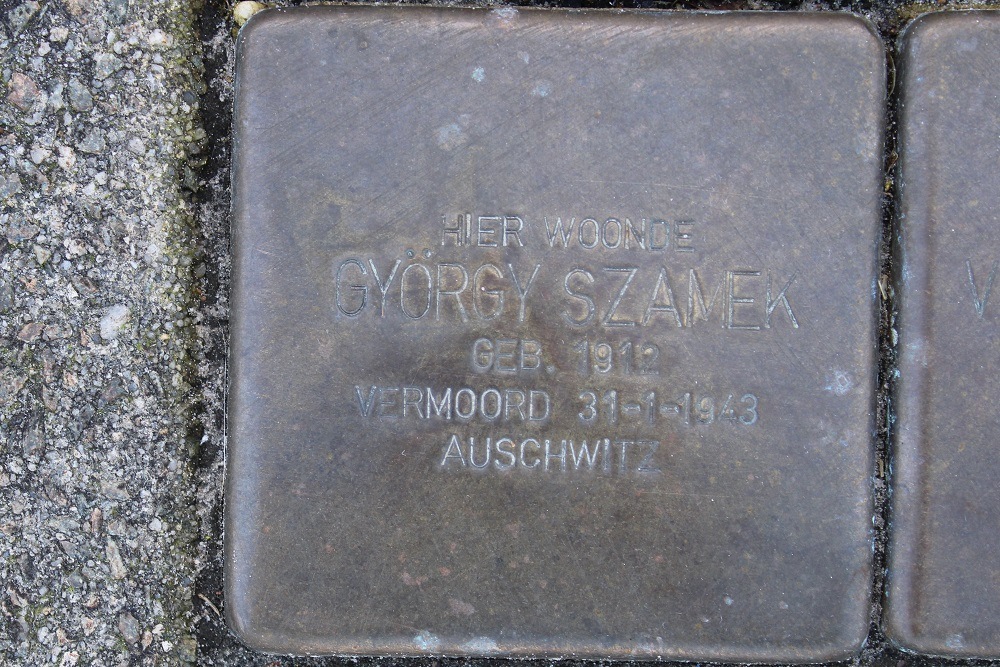 HIER WOONDE
GYÖRGY SZAMEK
GEB. 1912
VERMOORD 31-1-1943
AUSCHWITZ
V